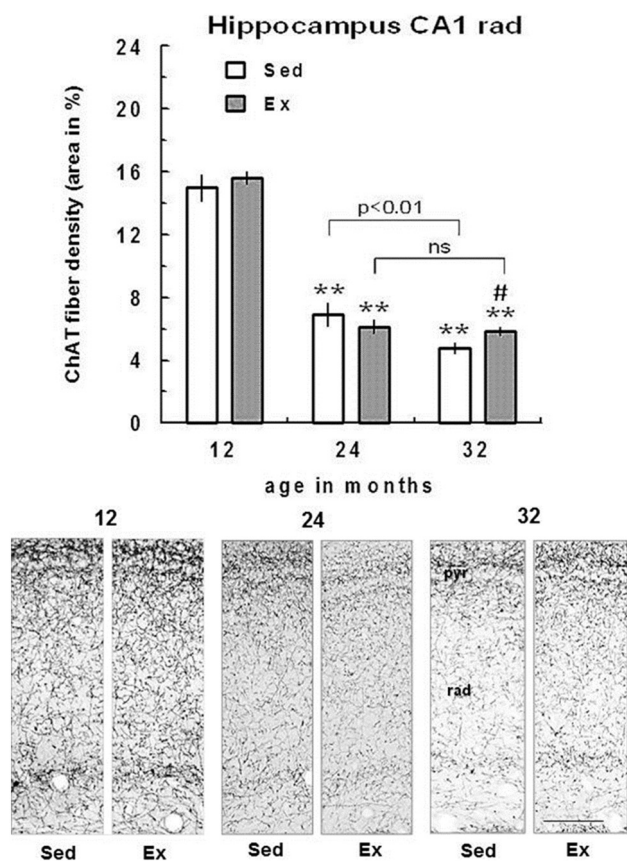 Hippocampus CA1 rad
24
20
16
12
8
4
0
ChAT fiber density (area in %)
Sed
Ex
p<0.01
ns
#
** ** ** **
12 24 32
age in months
12 24 32
pyr
rad
Sed Ex Sed Ex Sed Ex